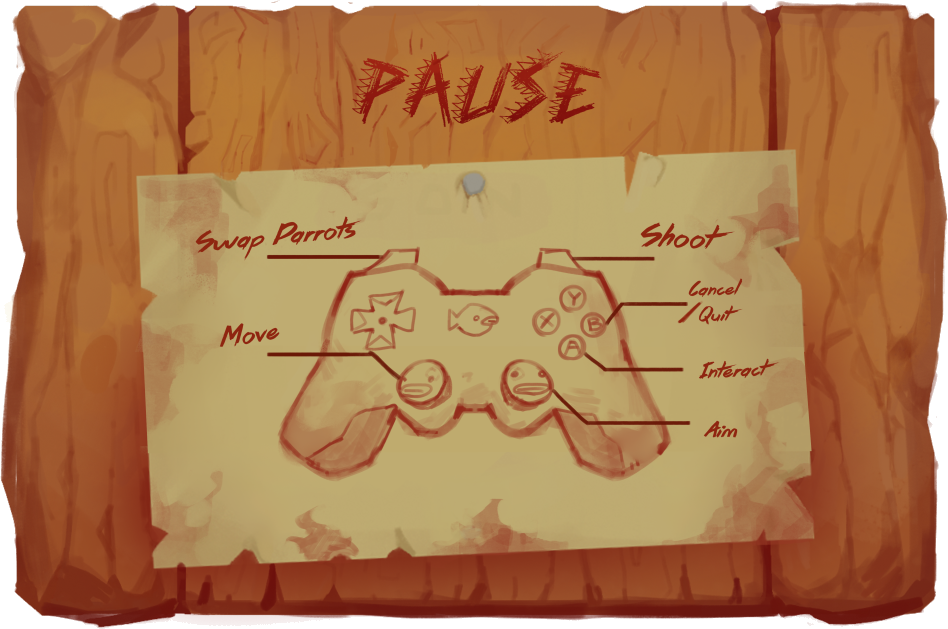 PAUSE
Swap Parrots
Shoot
Cancel
/Quit
Move
Interact
Aim
Y
X
B
A